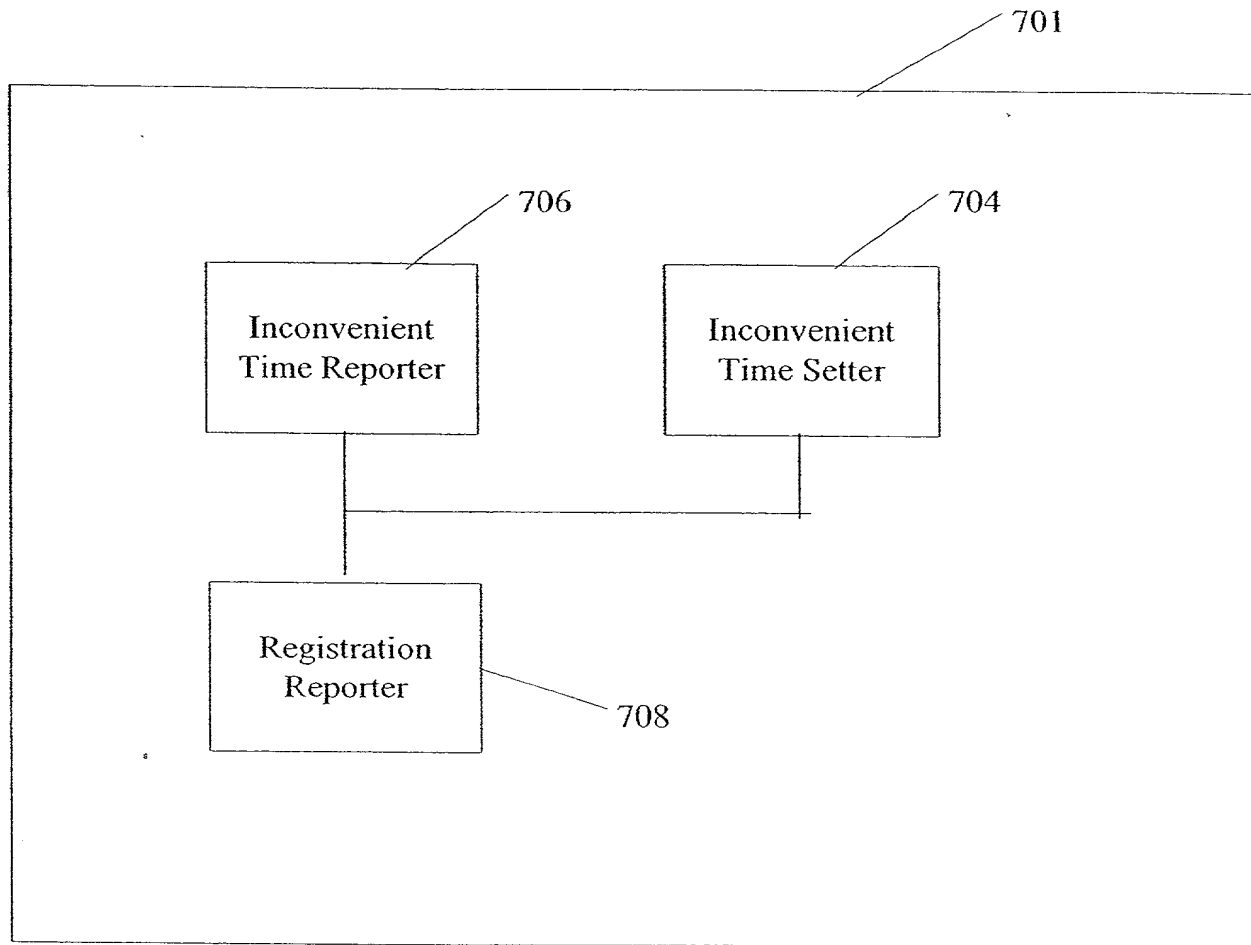 701
706
704
Inconvenient
Time Reporter
Inconvenient
Time Setter
Registration
Reporter
708